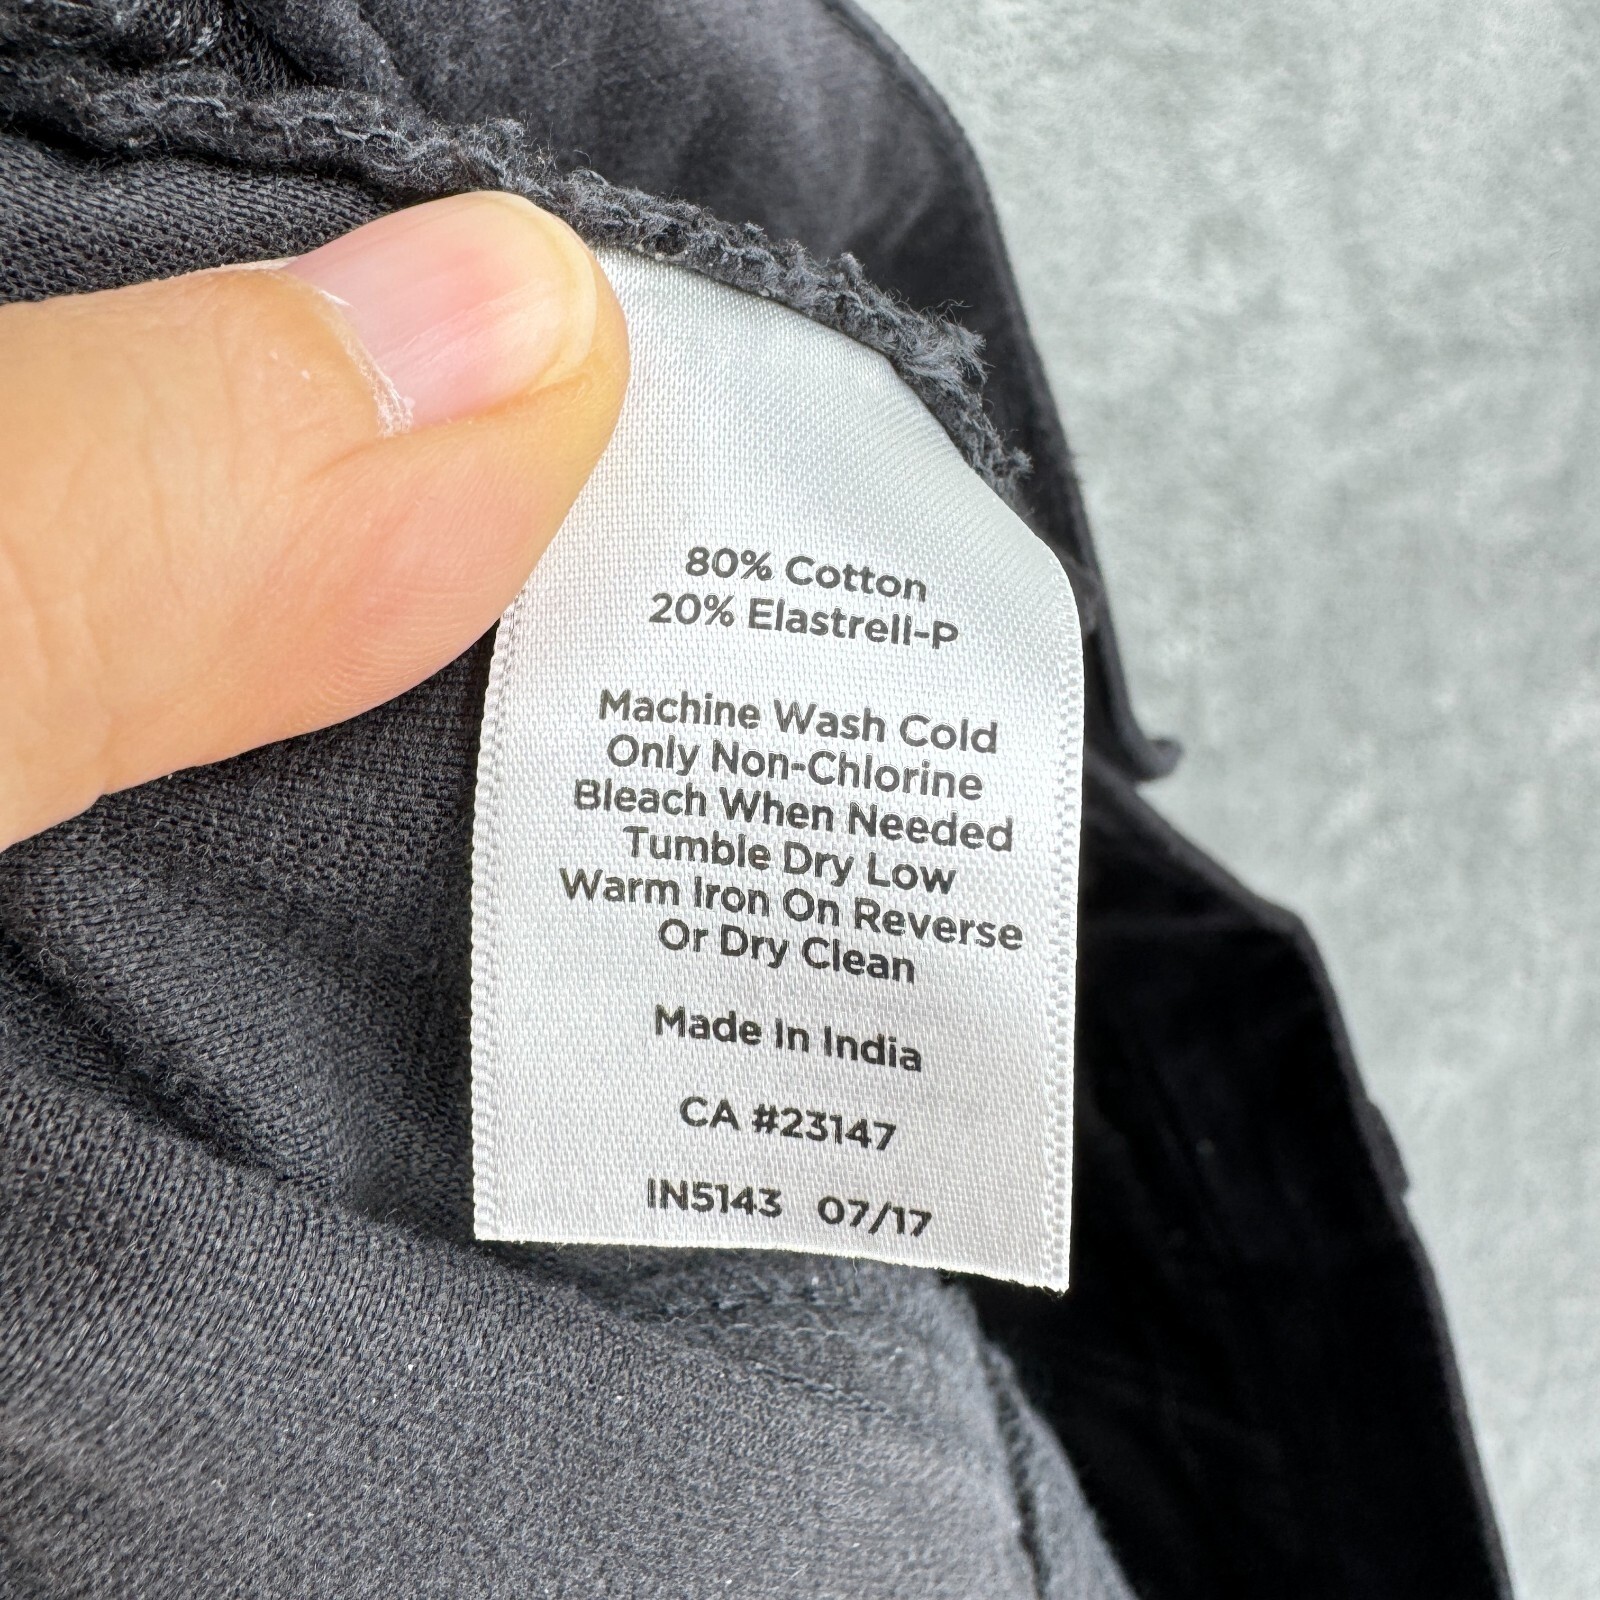 80% Cotton
20% Elastrell-P
Machine Wash Cold
Only Non-Chlorine
Bleach When Needed
Tumble Dry Low
Warm Iron On Reverse
Or Dry Clean
Made In India
CA #23147
IN5143 07/17